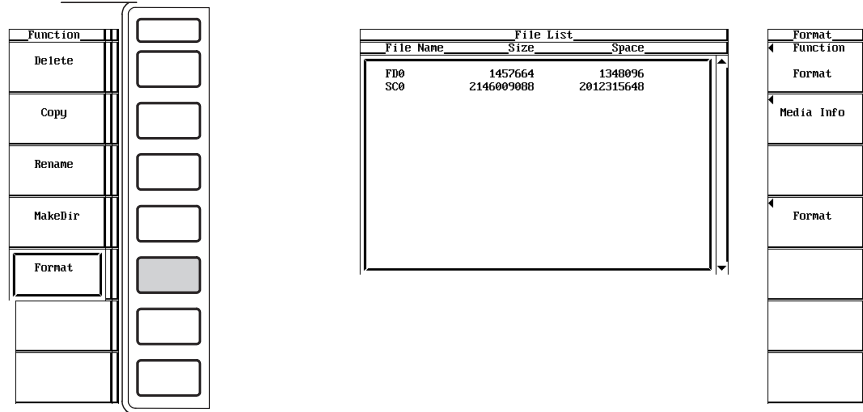 Function
Delete
Copy
Rename
MakeDir
Format
File List
File Name Size Space
FD0 1457664 1348096
SC0 2146009088 2012315648
Format
Function
Format
Media Info
Format